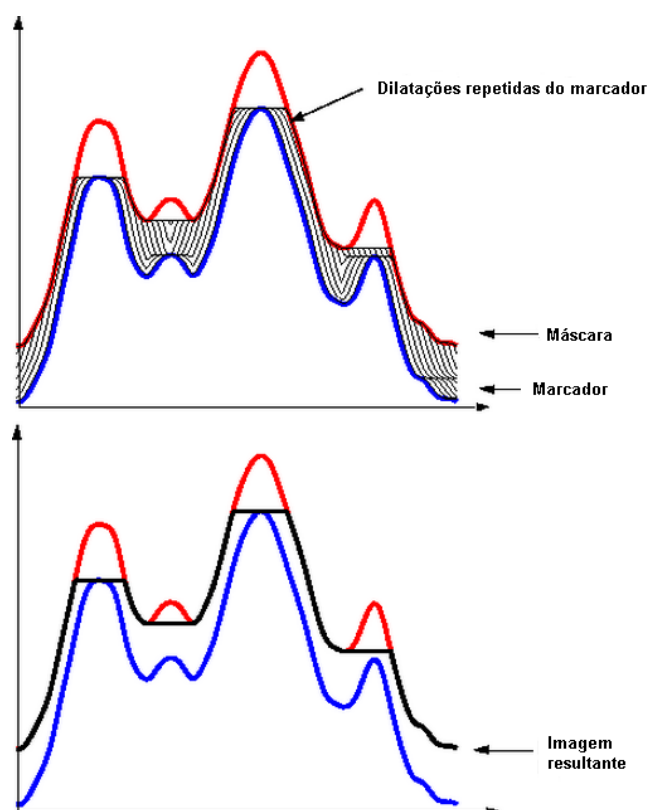 Dilatações repetidas do marcador
Máscara
Marcador
Imagem
resultante